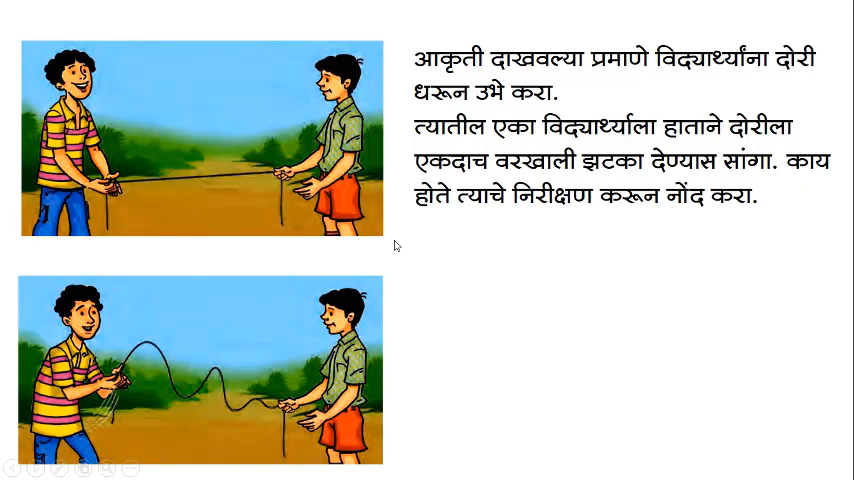 आकृती दाखवल्या प्रमाणे विद्यार्थ्यांना दोरी
धरून उभे करा.
त्यातील एका विद्यार्थ्याला हाताने दोरीला
एकदाच वरखाली झटका देण्यास सांगा. काय
होते त्याचे निरीक्षण करून नोंद करा.